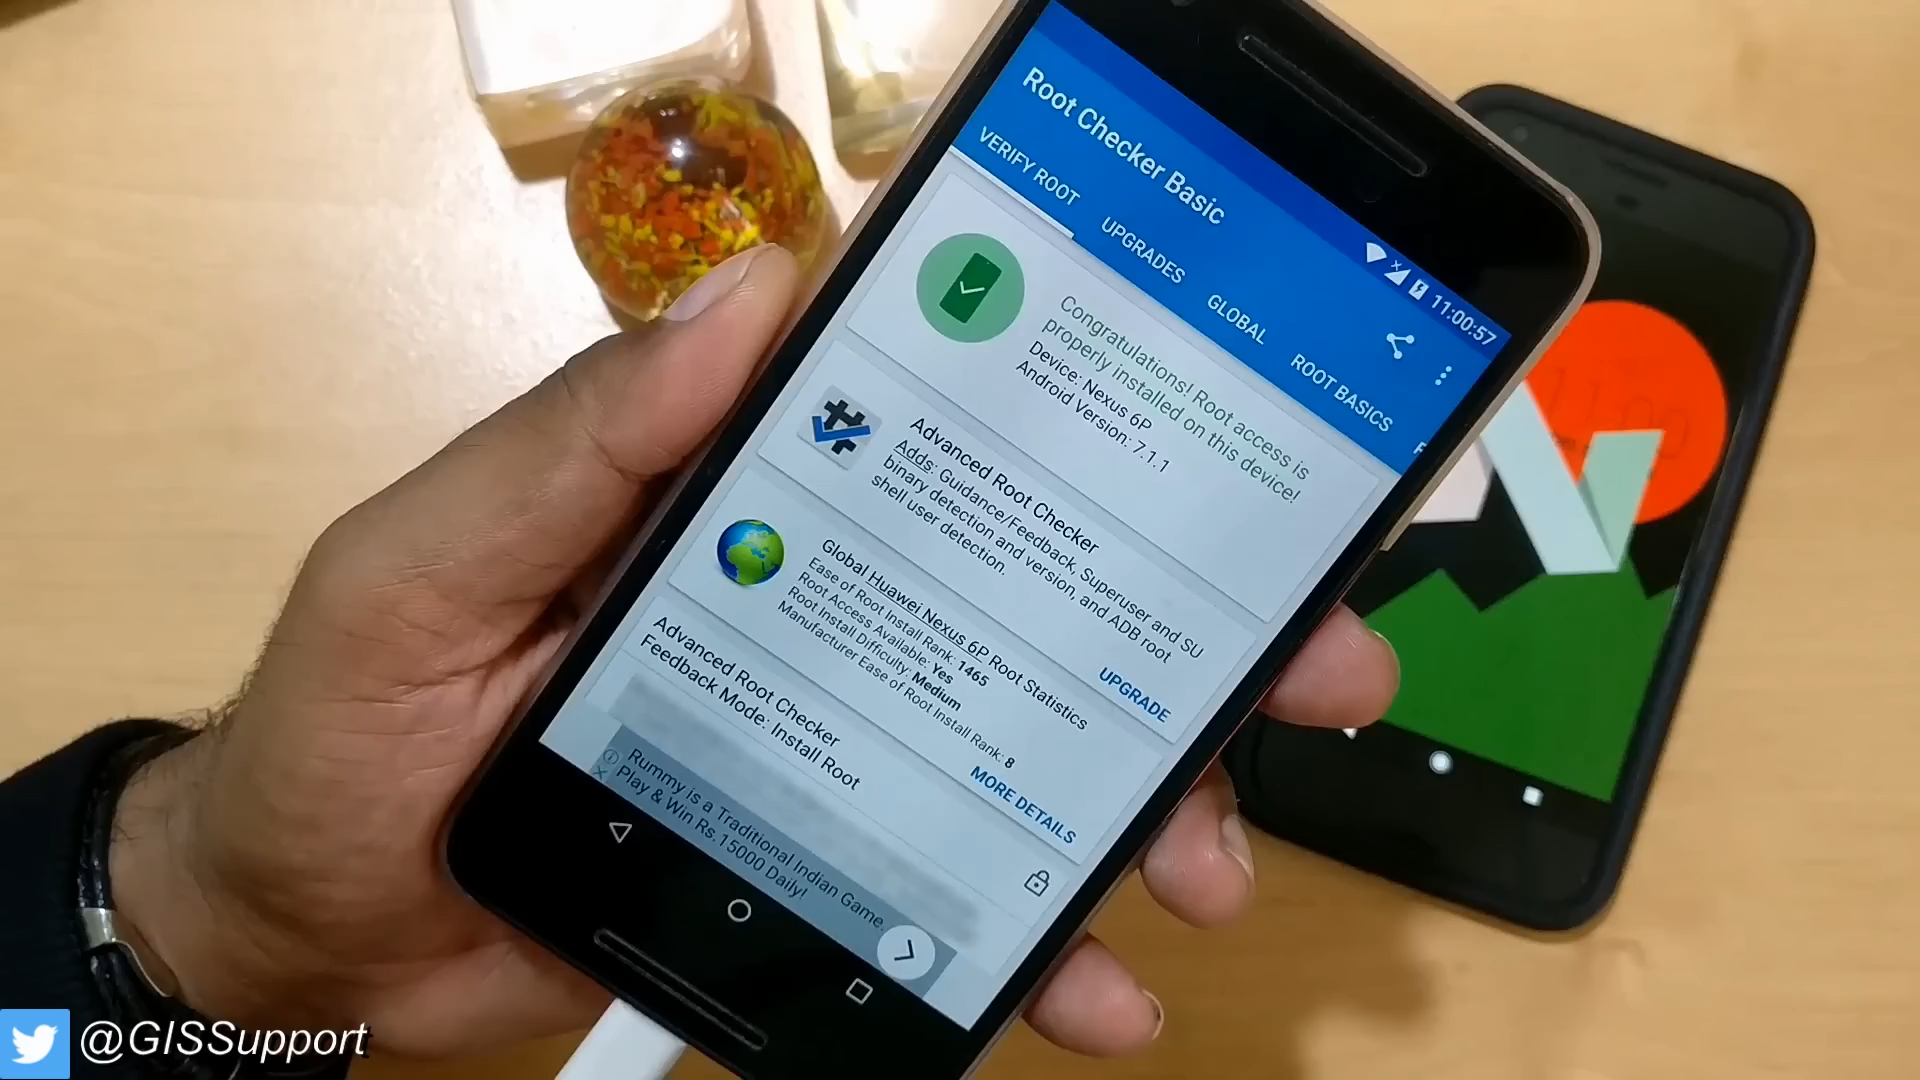 Root Checker Basic
11:00:57
VERIFY ROOT
UPGRADES
GLOBAL
ROOT BASICS
Congratulations! Root access is
properly installed on this device!
Device: Nexus 6P
Android Version: 7.1.1
Advanced Root Checker
Adds: Guidance/Feedback, Superuser and SU
binary detection and version, and ADB root
shell user detection.
UPGRADE
Global Huawei Nexus 6P Root Statistics
Ease of Root Install Rank: 1465
Root Access Available: Yes
Root Install Difficulty: Medium
Manufacturer Ease of Root Install Rank: 8
MORE DETAILS
Advanced Root Checker
Feedback Mode: Install Root
Rummy is a Traditional Indian Game.
Play & Win Rs. 15000 Daily!
11:00
@GISSupport